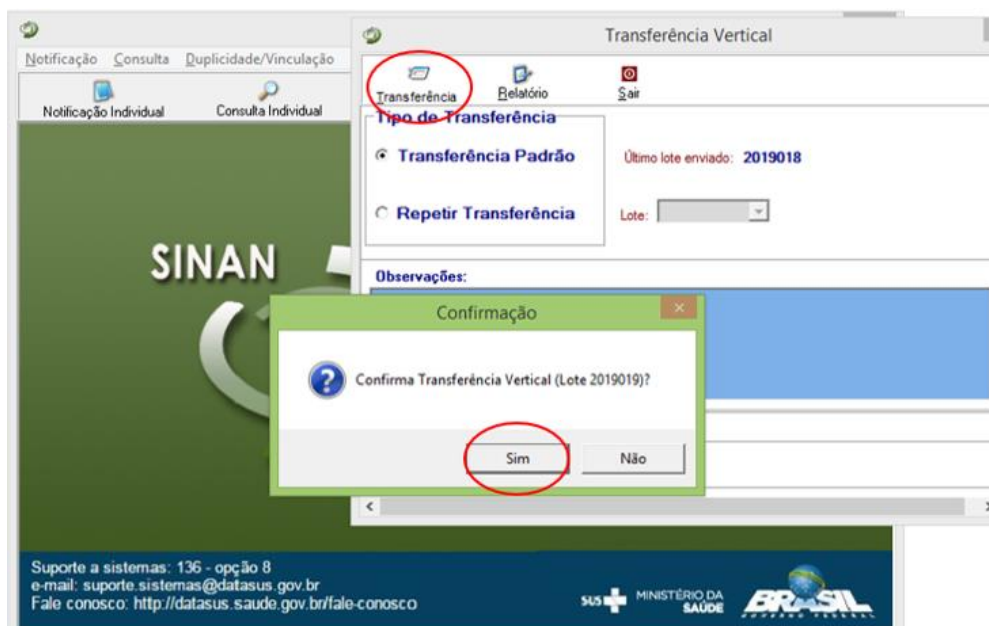 Transferência Vertical
Notificação Consulta Duplicidade/Vinculação
Notificação Individual Consulta Individual
Transferência Relatório Sair
Tipo de Transferência
Transferência Padrão
Último lote enviado: 2019018
Repetir Transferência
Lote:
Observações:
SINAN
Confirmação
Confirma Transferência Vertical (Lote 2019019)?
Sim Não
Suporte a sistemas: 136 - opção 8
e-mail: suporte.sistemas@datasus.gov.br
Fale conosco: http://datasus.saude.gov.br/fale-conosco
SUS MINISTÉRIO DA SAÚDE
BRASIL
GOVERNO FEDERAL